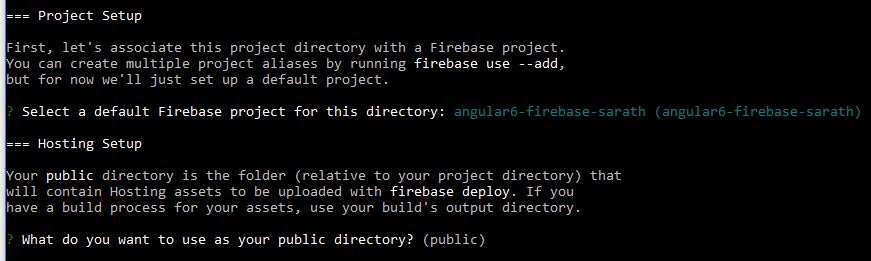 === Project Setup
First, let's associate this project directory with a Firebase project.
You can create multiple project aliases by running firebase use --add,
but for now we'll just set up a default project.
? Select a default Firebase project for this directory: angular6-firebase-sarath (angular6-firebase-sarath)
=== Hosting Setup
Your public directory is the folder (relative to your project directory) that
will contain Hosting assets to be uploaded with firebase deploy. If you
have a build process for your assets, use your build's output directory.
? What do you want to use as your public directory? (public)